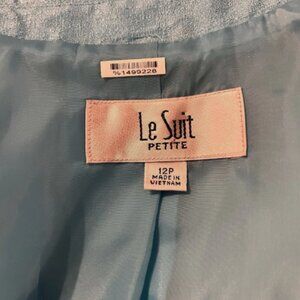 %1499228
Le Suit
PETITE
12P
MADE IN
VIETNAM